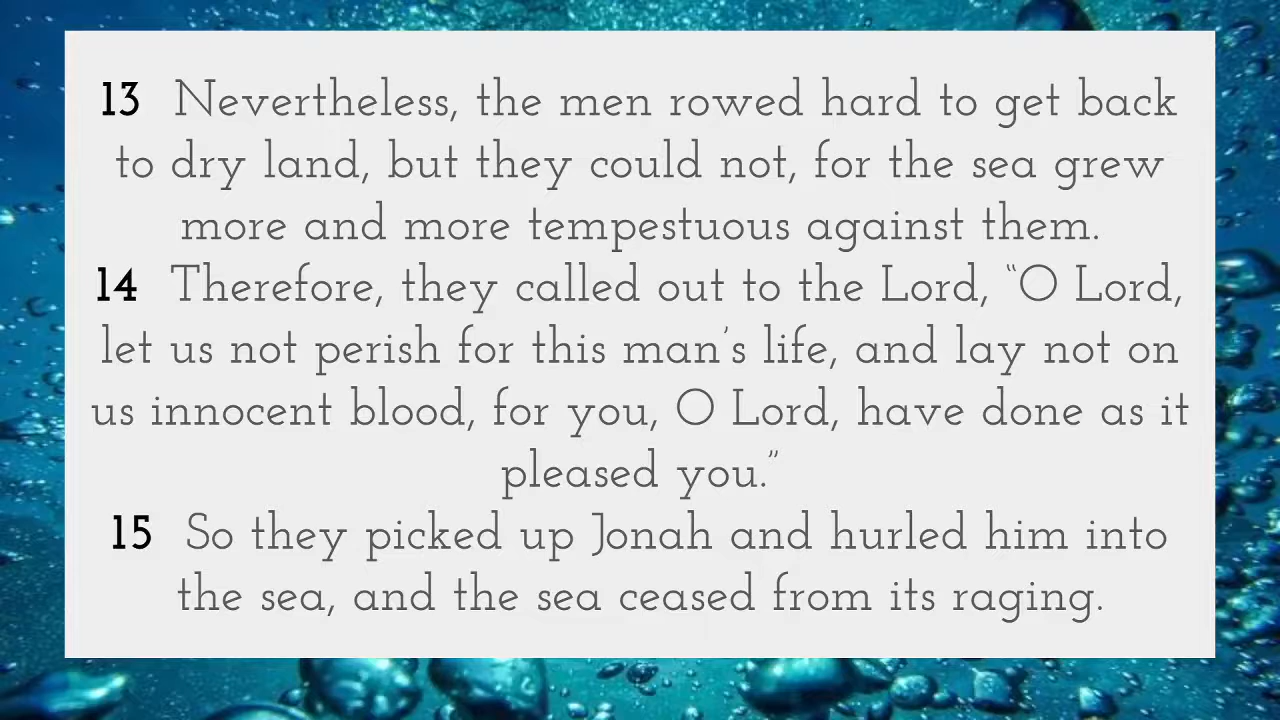 13 Nevertheless, the men rowed hard to get back
to dry land, but they could not, for the sea grew
more and more tempestuous against them.
14 Therefore, they called out to the Lord, “O Lord,
let us not perish for this man’s life, and lay not on
us innocent blood, for you, O Lord, have done as it
pleased you.”
15 So they picked up Jonah and hurled him into
the sea, and the sea ceased from its raging.